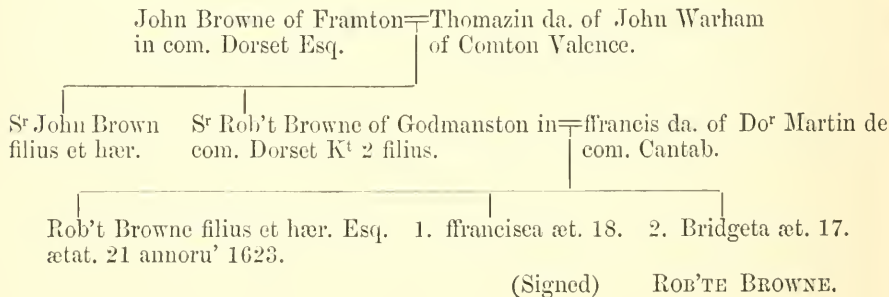 John Browne of Framton╤Thomazin da. of John Warham
in com. Dorset Esq. of Comton Valence.
Sʳ John Brown Sʳ Rob't Browne of Godmanston in╤ffrancis da. of Doʳ Martin de
filius et hær. com. Dorset Kᵗ 2 filius. com. Cantab.
Rob't Browne filius et hær. Esq. 1. ffrancisca æt. 18. 2. Bridgeta æt. 17.
ætat. 21 annoru' 1623.
(Signed) ROB'TE BROWNE.